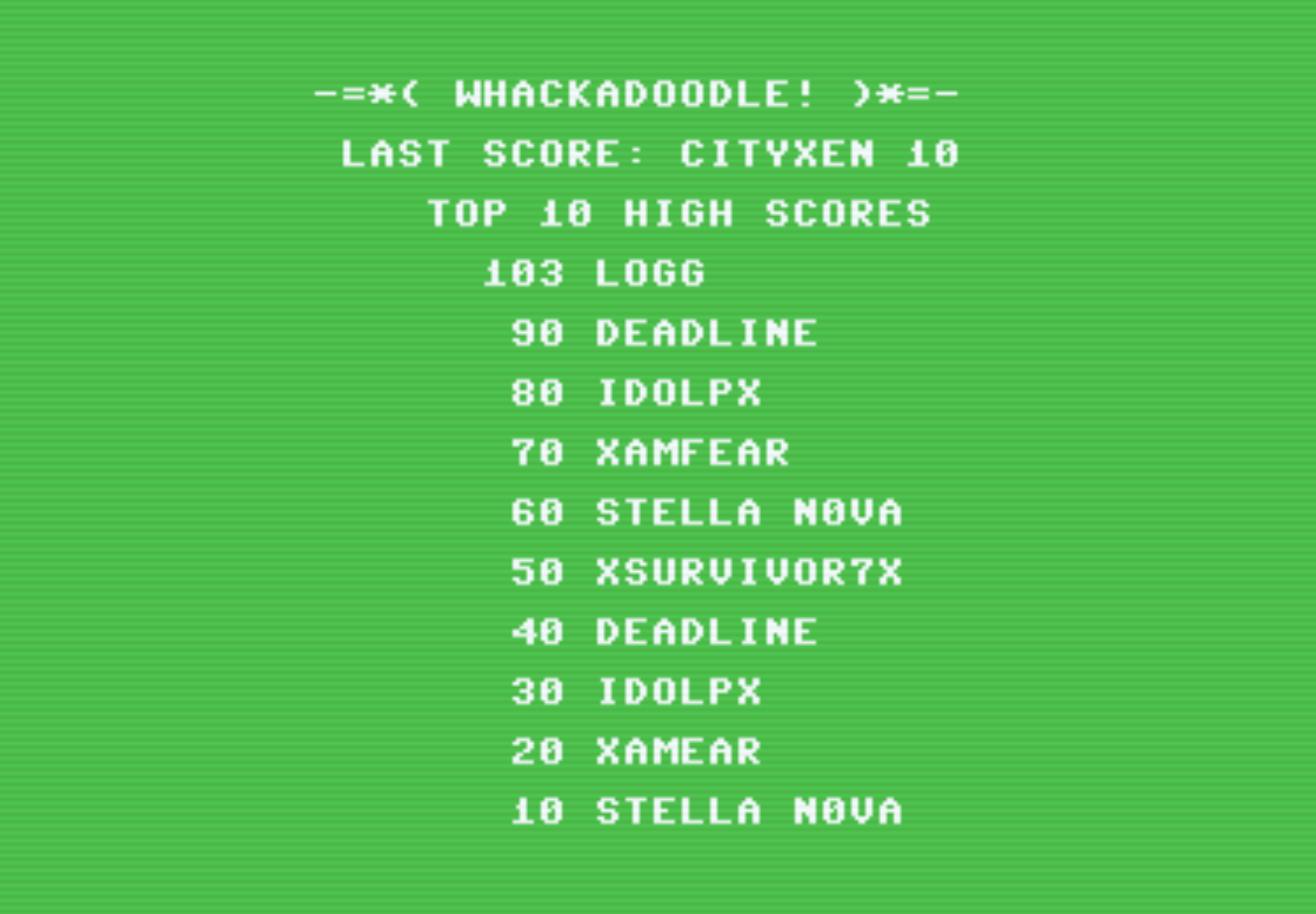 -=*( WHACKADOODLE! )*=-
LAST SCORE: CITYXEN 10
TOP 10 HIGH SCORES
103 LOGG
90 DEADLINE
80 IDOLPX
70 XAMFEAR
60 STELLA N0VA
50 XSURVIVOR7X
40 DEADLINE
30 IDOLPX
20 XAMEAR
10 STELLA N0VA